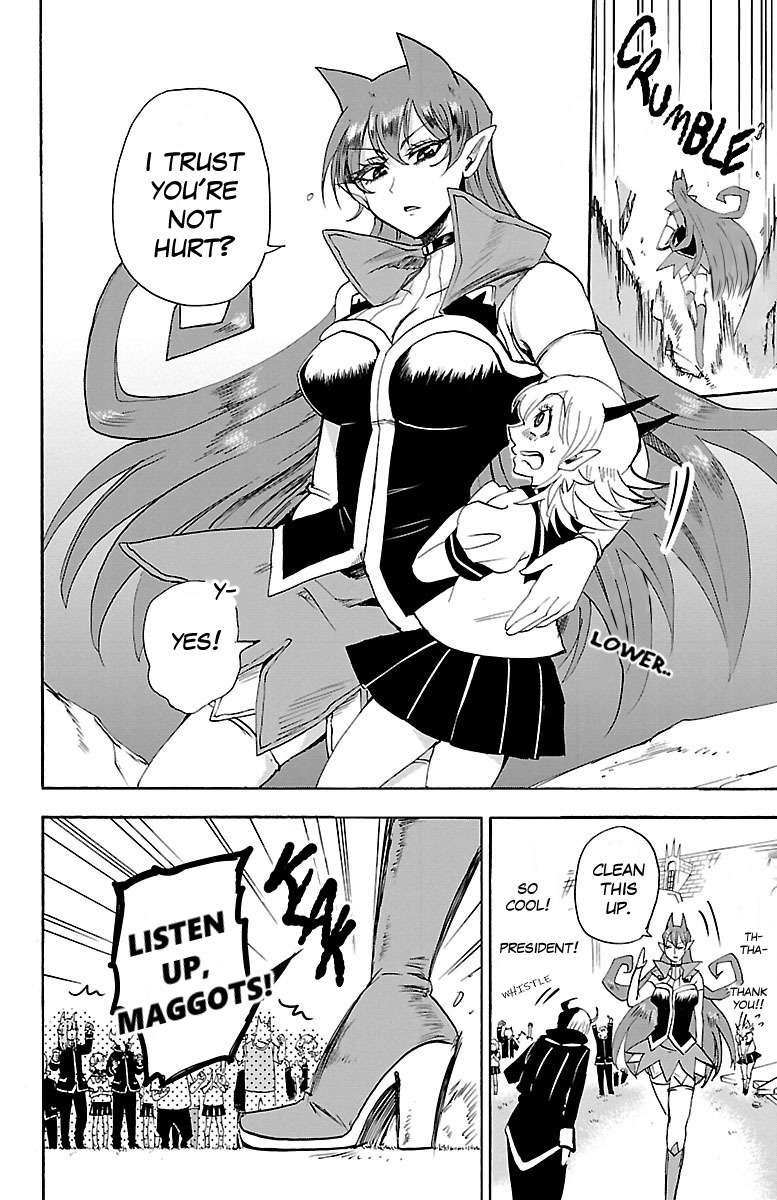 CRUMBLE
I TRUST
YOU'RE
NOT
HURT?
Y-
YES!
LOWER..
CLEAN
THIS
UP.
SO
COOL!
PRESIDENT!
WHISTLE
TH-
THA-
THANK
YOU!!
KLAK
LISTEN
UP,
MAGGOTS!